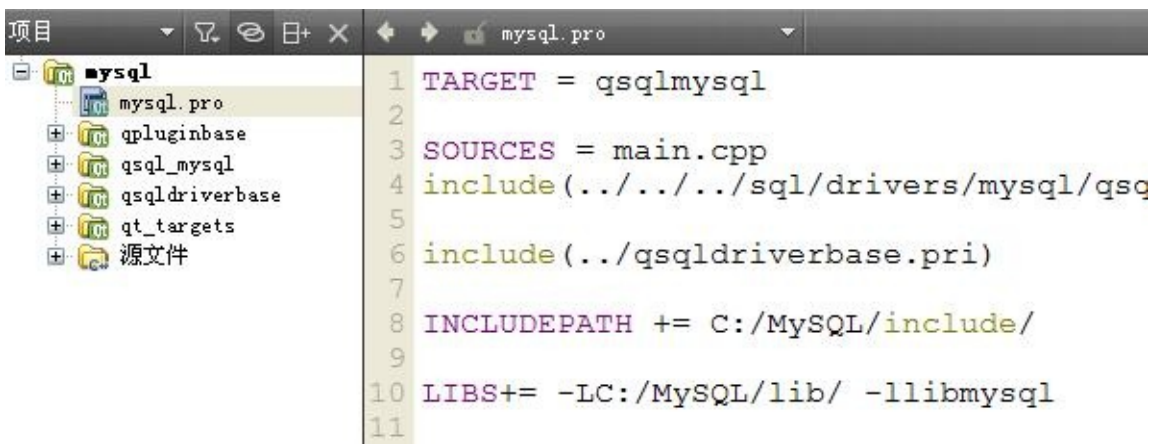 项目
mysql.pro
mysql
mysql.pro
qpluginbase
qsql_mysql
qsqldriverbase
qt_targets
源文件
1 TARGET = qsqlmysql
2
3 SOURCES = main.cpp
4 include(../../../sql/drivers/mysql/qsq
5
6 include(../qsqldriverbase.pri)
7
8 INCLUDEPATH += C:/MySQL/include/
9
10 LIBS+= -LC:/MySQL/lib/ -llibmysql
11